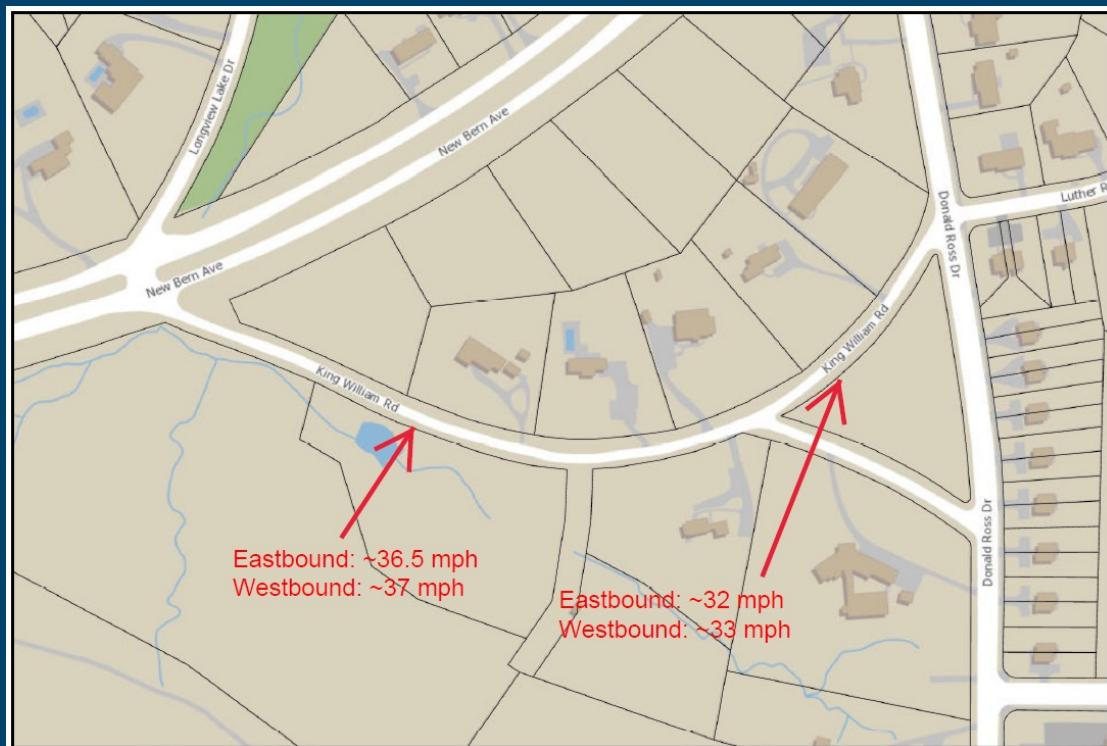 Longview Lake Dr
New Bern Ave
New Bern Ave
King William Rd
King William Rd
Donald Ross Dr
Luther R
Donald Ross Dr
Eastbound: ~36.5 mph
Westbound: ~37 mph
Eastbound: ~32 mph
Westbound: ~33 mph